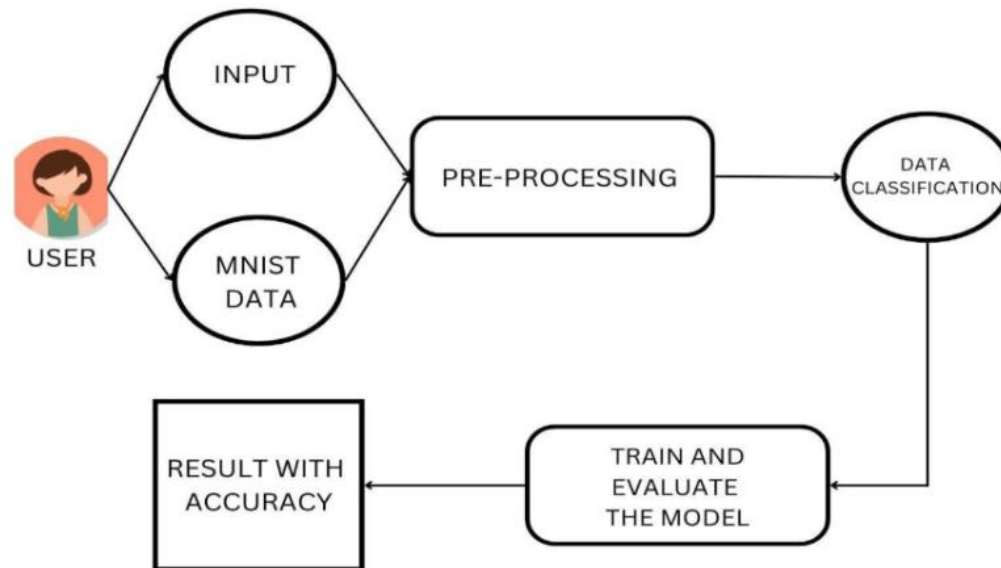 INPUT
PRE-PROCESSING
DATA
CLASSIFICATION
USER
MNIST
DATA
RESULT WITH
ACCURACY
TRAIN AND
EVALUATE
THE MODEL